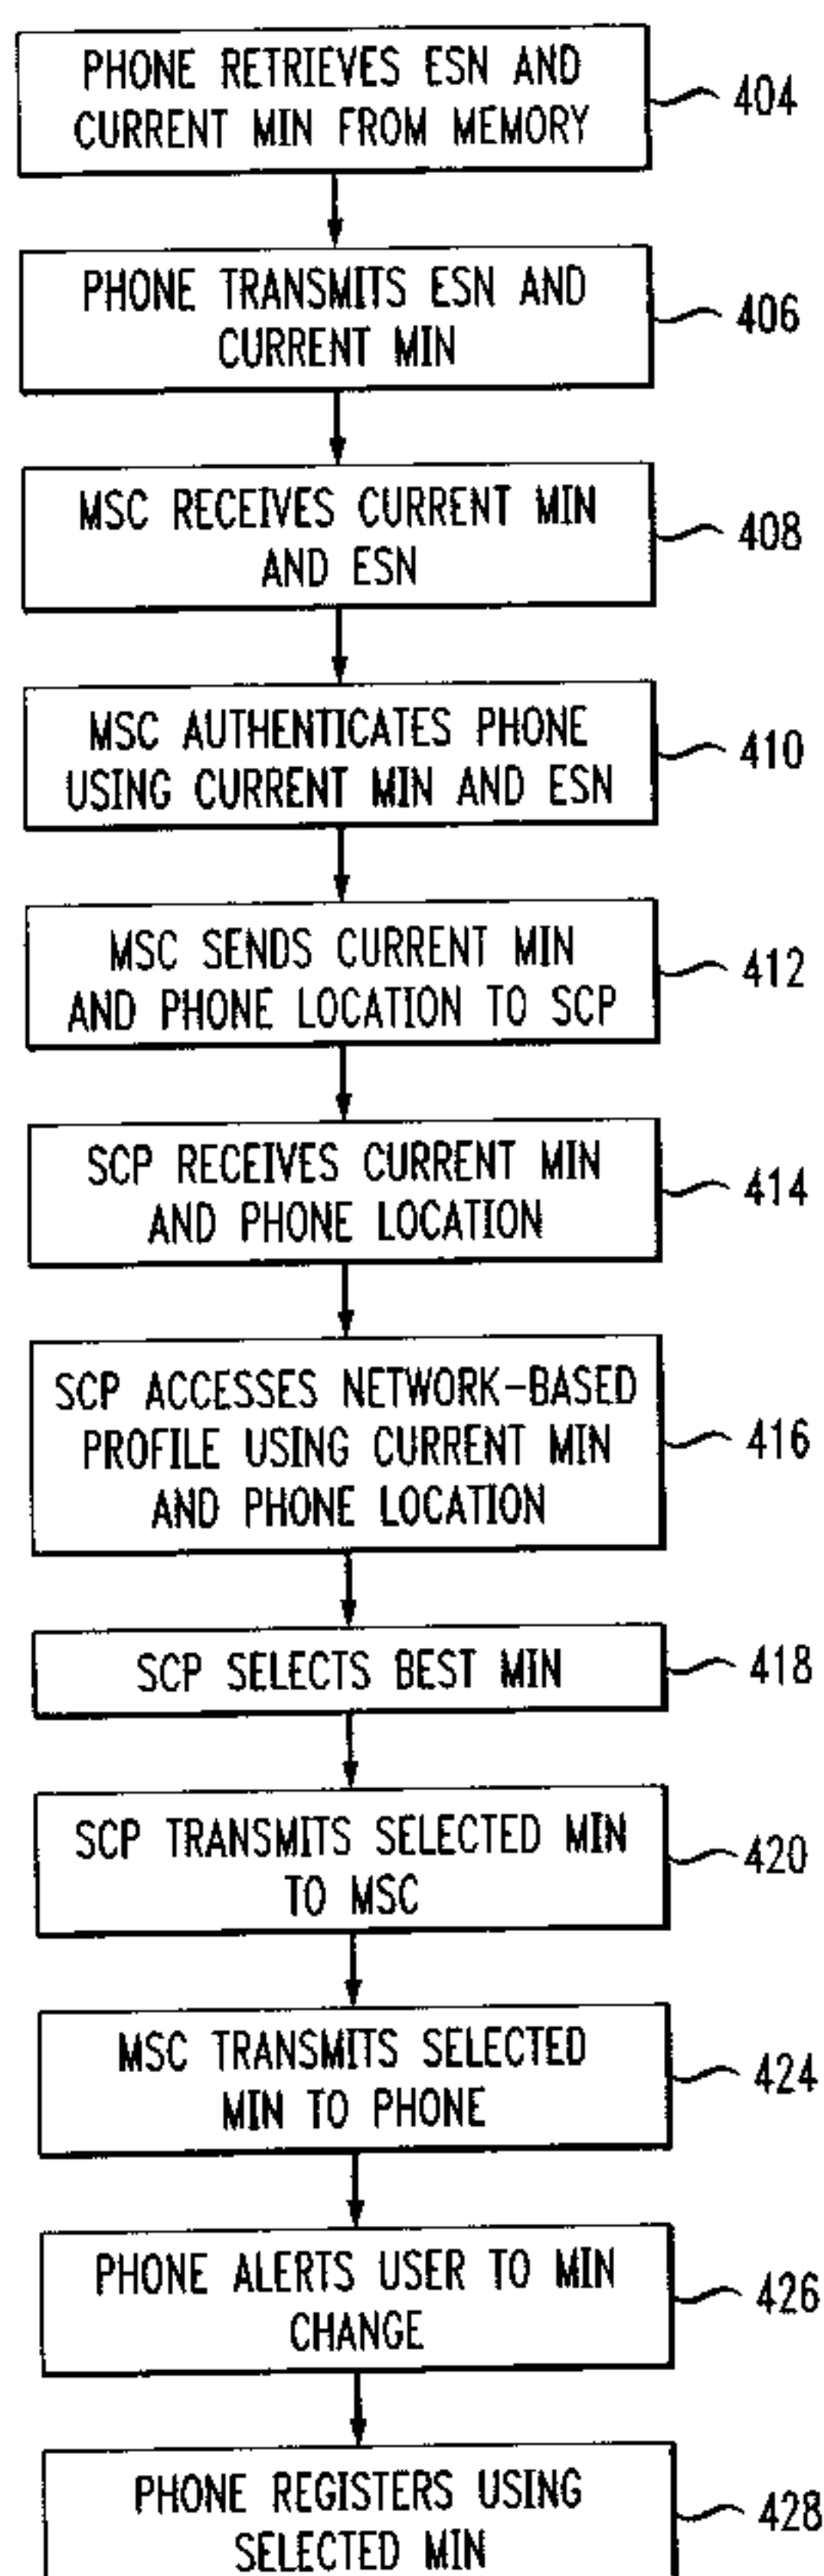 PHONE RETRIEVES ESN AND
CURRENT MIN FROM MEMORY
404
PHONE TRANSMITS ESN AND
CURRENT MIN
406
MSC RECEIVES CURRENT MIN
AND ESN
408
MSC AUTHENTICATES PHONE
USING CURRENT MIN AND ESN
410
MSC SENDS CURRENT MIN
AND PHONE LOCATION TO SCP
412
SCP RECEIVES CURRENT MIN
AND PHONE LOCATION
414
SCP ACCESSES NETWORK-BASED
PROFILE USING CURRENT MIN
AND PHONE LOCATION
416
SCP SELECTS BEST MIN
418
SCP TRANSMITS SELECTED MIN
TO MSC
420
MSC TRANSMITS SELECTED
MIN TO PHONE
424
PHONE ALERTS USER TO MIN
CHANGE
426
PHONE REGISTERS USING
SELECTED MIN
428